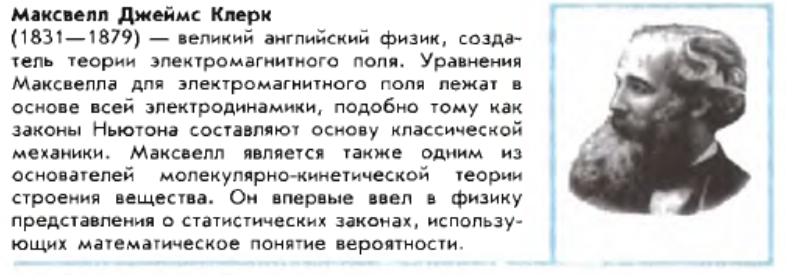 Максвелл Джеймс Клерк
(1831—1879) — великий английский физик, созда-
тель теории электромагнитного поля. Уравнения
Максвелла для электромагнитного поля лежат в
основе всей электродинамики, подобно тому как
законы Ньютона составляют основу классической
механики. Максвелл является также одним из
основателей молекулярно-кинетической теории
строения вещества. Он впервые ввел в физику
представления о статистических законах, использу-
ющих математическое понятие вероятности.